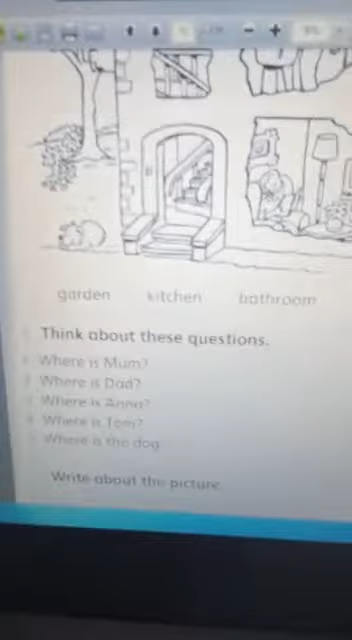 garden kitchen bathroom
Think about these questions.
Where is Mum?
Where is Dad?
Where is Anna?
Where is Tom?
Where is the dog
Write about the picture.